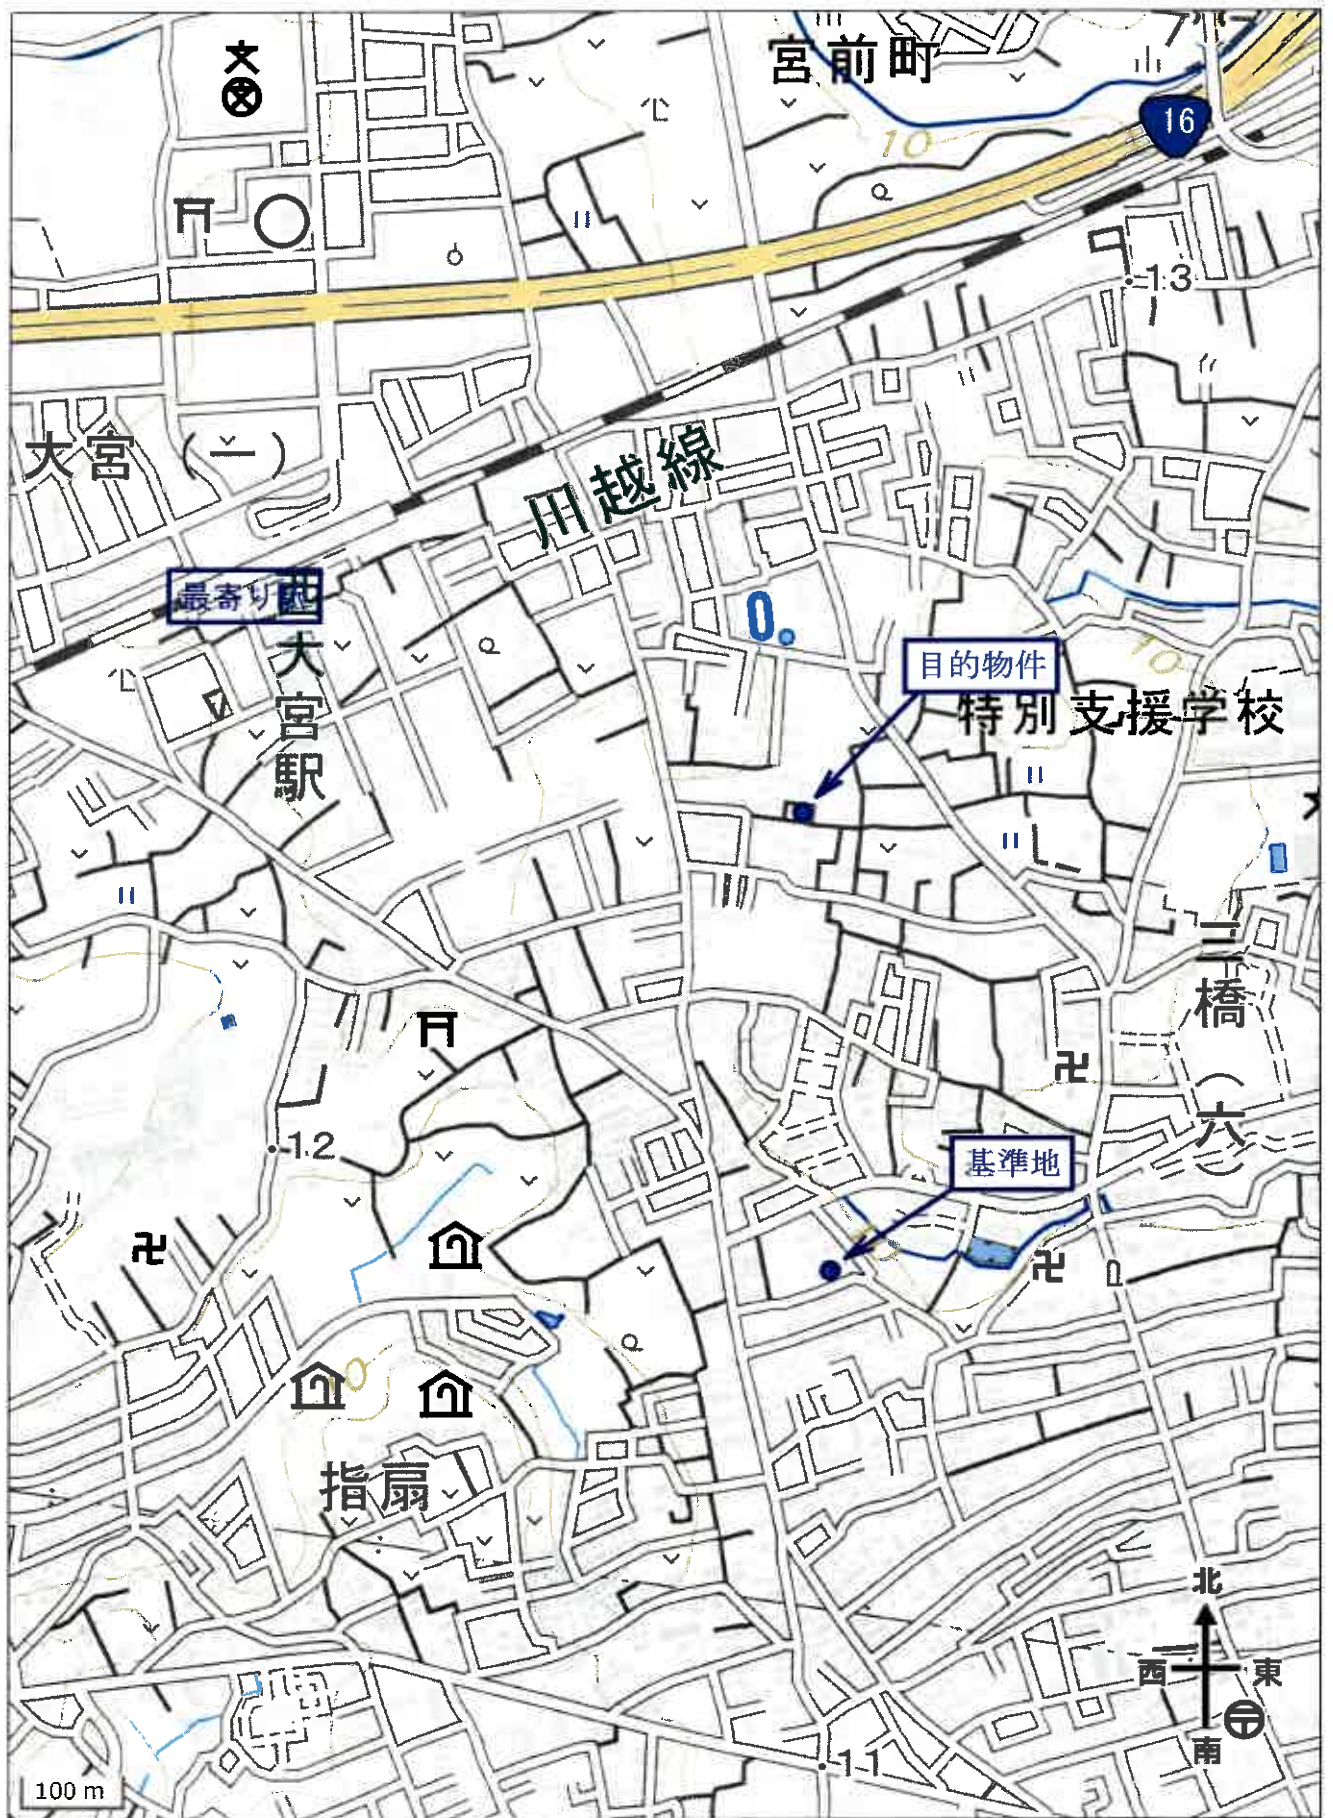 宮前町
16
10
13
大宮(一)
川越線
最寄り駅
西大宮駅
0
目的物件
10
特別支援学校
三橋(六)
12
基準地
指扇
北
西 東
南
11
100 m